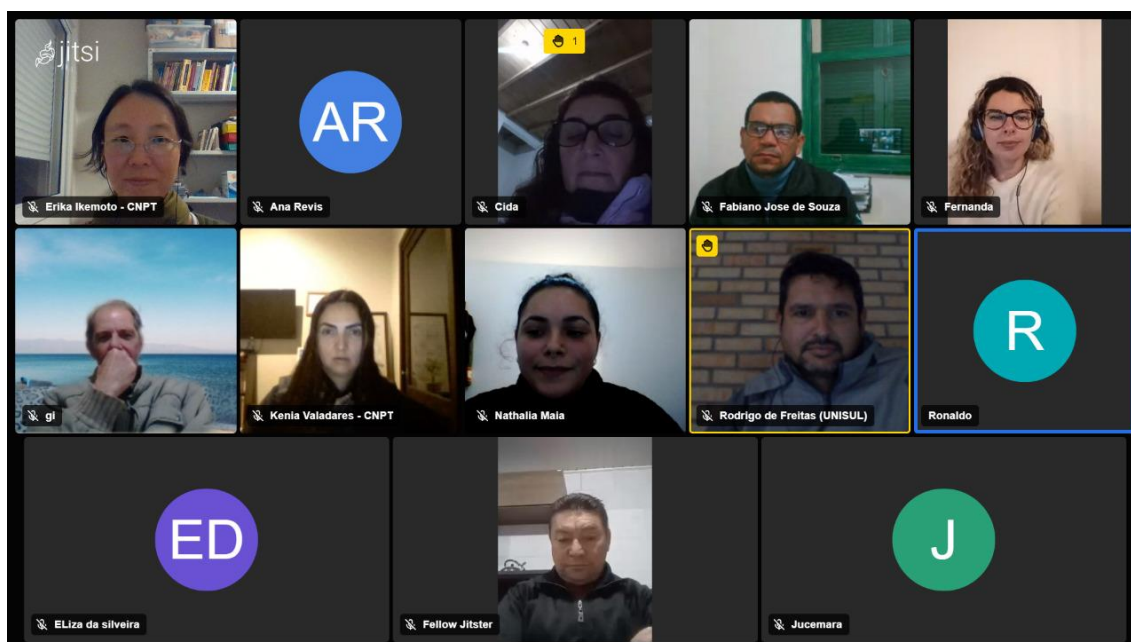 jitsi
AR
1
Erika Ikemoto - CNPT
Ana Revis
Cida
Fabiano Jose de Souza
Fernanda
R
gi
Kenia Valadares - CNPT
Nathalia Maia
Rodrigo de Freitas (UNISUL)
Ronaldo
ED
J
ELiza da silveira
Fellow Jitster
Jucemara